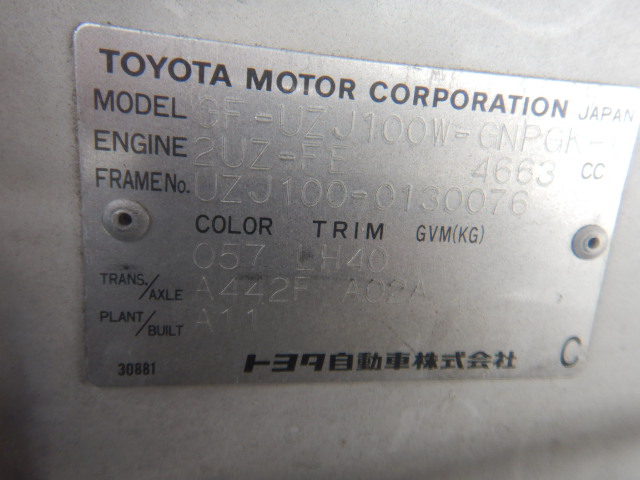 TOYOTA MOTOR CORPORATION JAPAN
MODEL GF-UZJ100W-GNPGK-
ENGINE 2UZ-FE 4663 CC
FRAME No. UZJ100-0130076
COLOR TRIM GVM(KG)
057 LH40
TRANS./AXLE A442F A02A
PLANT/BUILT A11
30881 トヨタ自動車株式会社 C